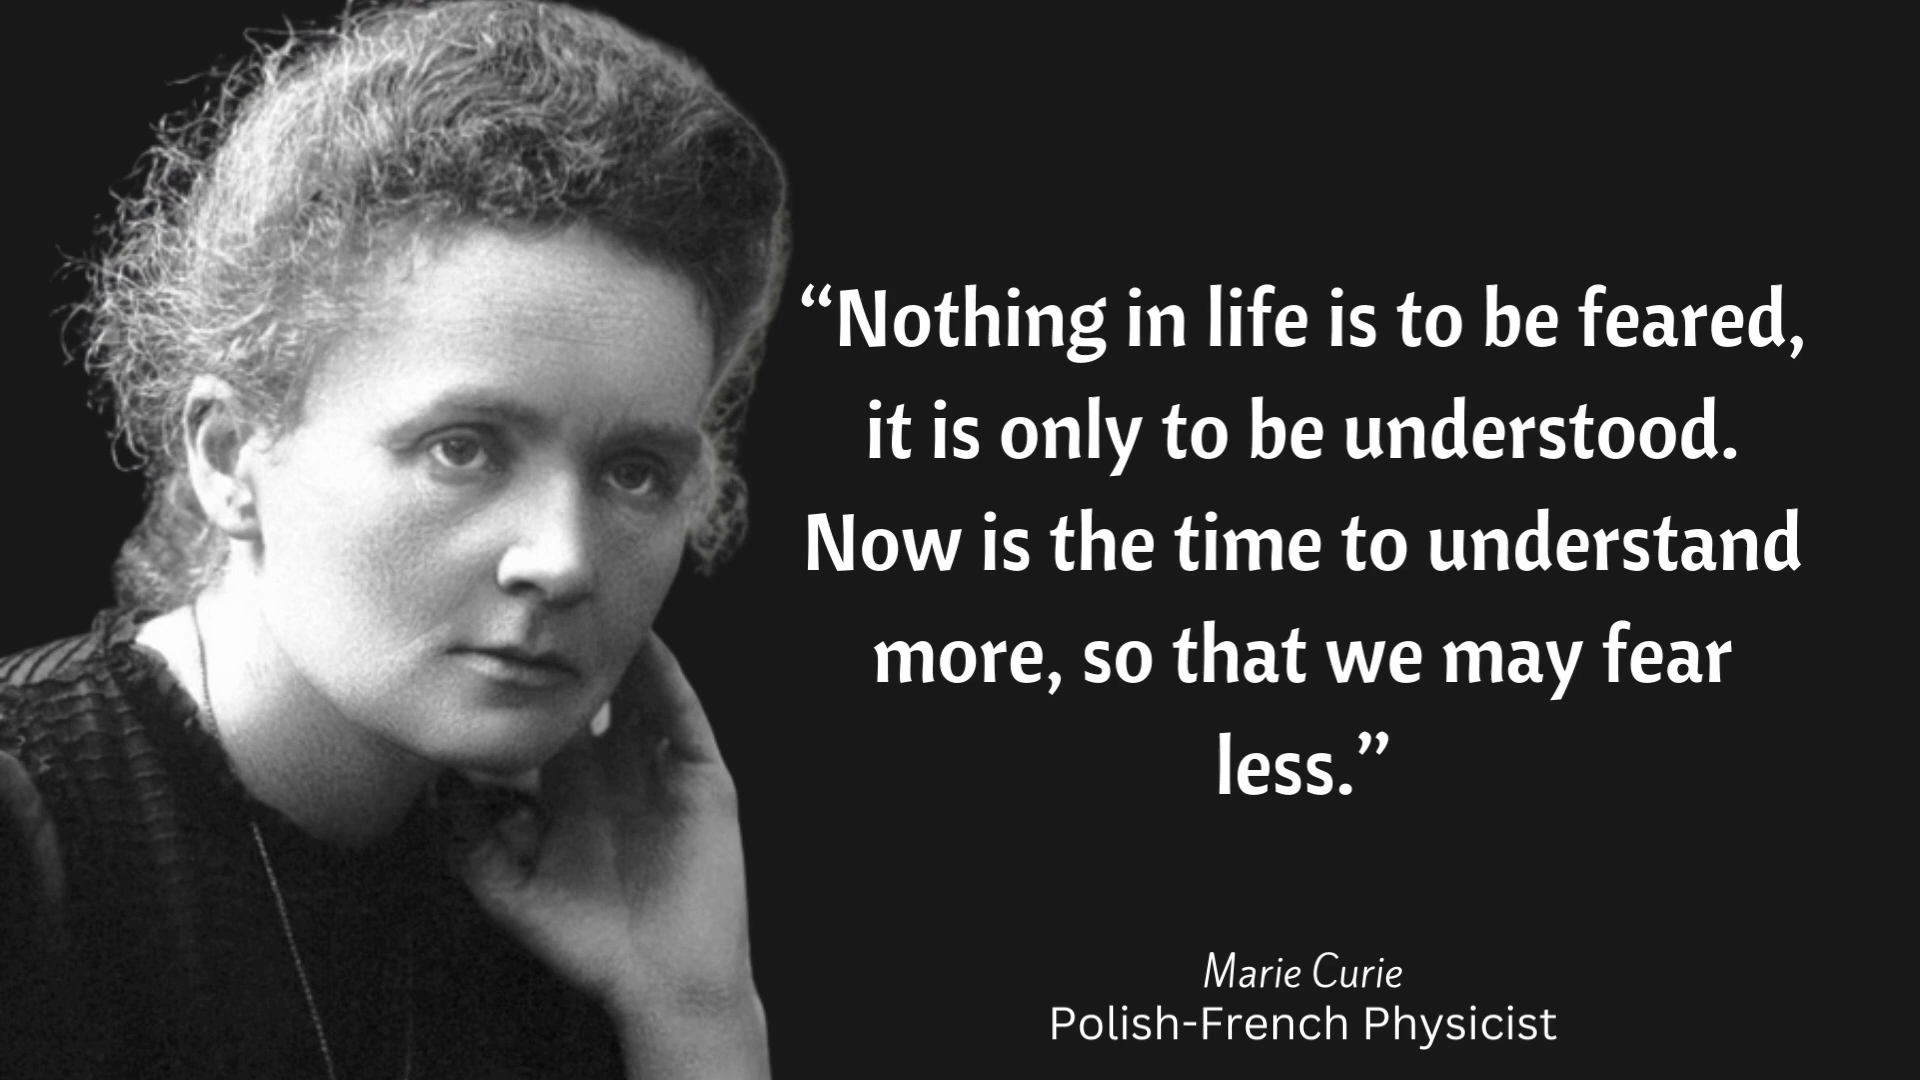 “Nothing in life is to be feared,
it is only to be understood.
Now is the time to understand
more, so that we may fear
less.”
Marie Curie
Polish-French Physicist